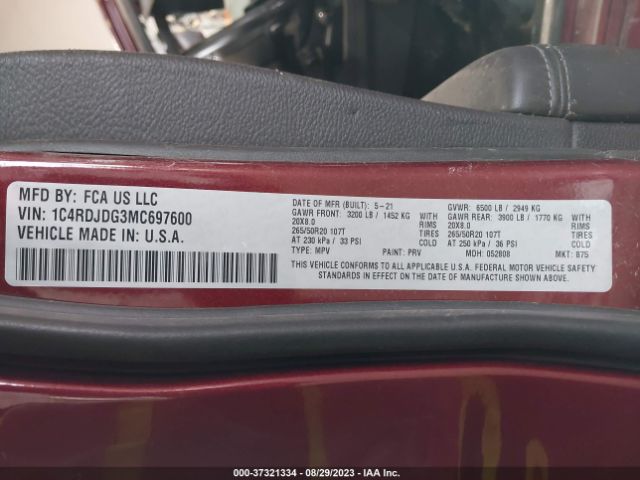 MFD BY: FCA US LLC
VIN: 1C4RDJDG3MC697600
VEHICLE MADE IN: U.S.A.
DATE OF MFR (BUILT): 5-21 GVWR: 6500 LB / 2949 KG
GAWR FRONT: 3200 LB / 1452 KG WITH GAWR REAR: 3900 LB / 1770 KG WITH
20X8.0 RIMS 20X8.0 RIMS
265/50R20 107T TIRES 265/50R20 107T TIRES
AT 230 kPa / 33 PSI COLD AT 250 kPa / 36 PSI COLD
TYPE: MPV PAINT: PRV MDH: 052808 MKT: B75
THIS VEHICLE CONFORMS TO ALL APPLICABLE U.S.A. FEDERAL MOTOR VEHICLE SAFETY,
BUMPER, AND THEFT PREVENTION STANDARDS IN EFFECT ON THE DATE OF MANUFACTURE SHOWN ABOVE.
000-37321334 - 08/29/2023 - IAA Inc.